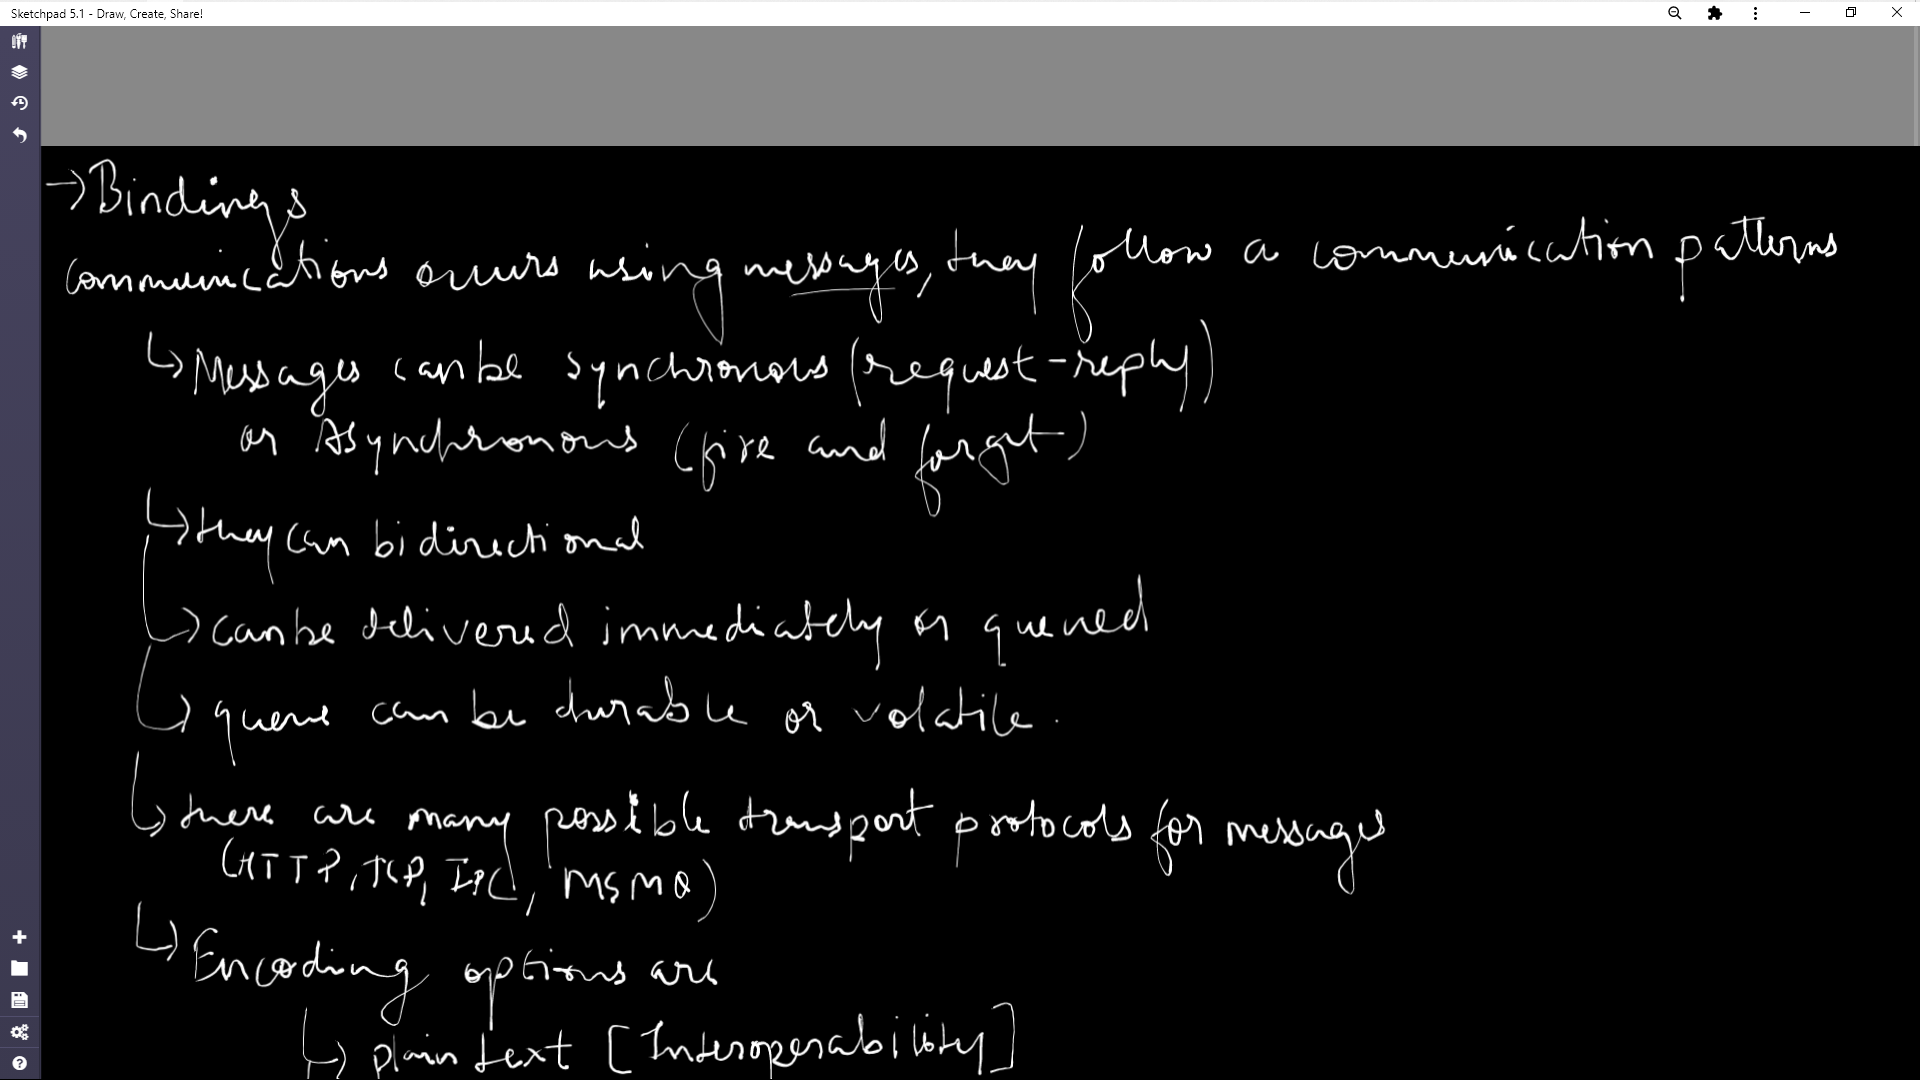 Sketchpad 5.1 - Draw, Create, Share!
→Bindings
communications occurs using messages, they follow a communication patterns
↳ Messages can be synchronous (request-reply)
or Asynchronous (fire and forget)
↳ they can bidirectional
↳ can be delivered immediately or queued
↳ queue can be durable or volatile.
↳ there are many possible transport protocols for messages
(HTTP, TCP, IPC, MSMQ)
↳ Encoding options are
↳ plain text [Interoperability]